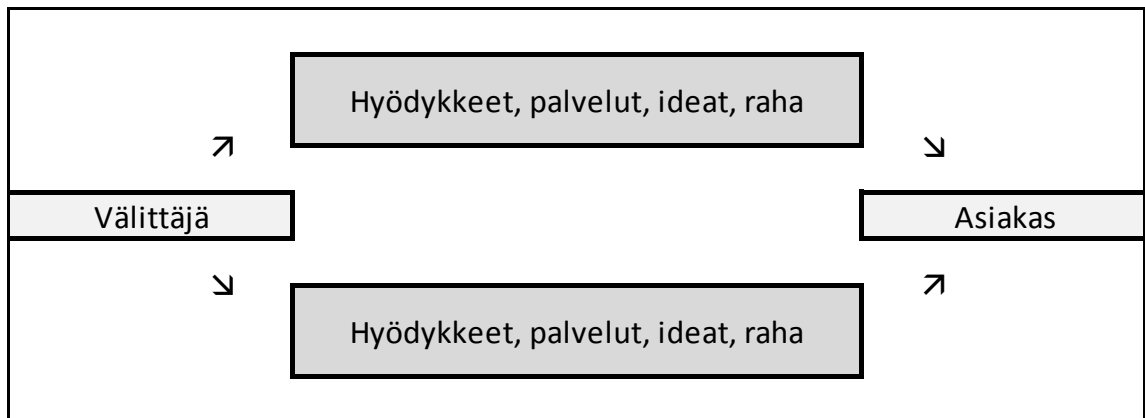 Hyödykkeet, palvelut, ideat, raha
Välittäjä
Asiakas
Hyödykkeet, palvelut, ideat, raha